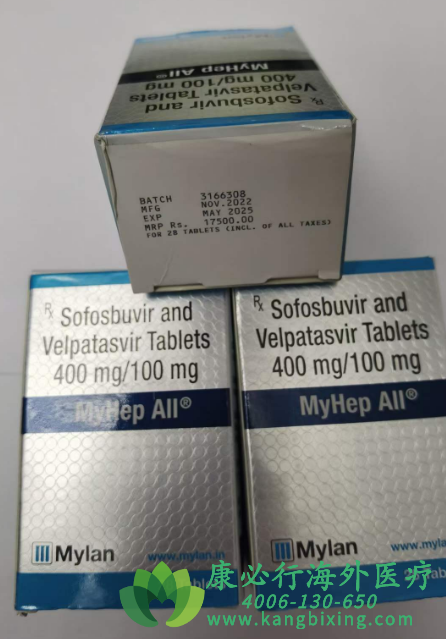 ℞ Sofosbuvir and
Velpatasvir Tablets
400 mg/100 mg
MyHep All®
BATCH 3166308
MFG NOV.2022
EXP MAY 2025
MRP Rs. 17500.00
FOR 28 TABLETS (INCL. OF ALL TAXES)
℞ Sofosbuvir and
Velpatasvir Tablets
400 mg/100 mg
MyHep All®
Mylan
www.mylan.in
℞ Sofosbuvir and
Velpatasvir Tablets
400 mg/100 mg
MyHep All®
Mylan
康必行海外医疗
4006-130-650
www.kangbixing.com